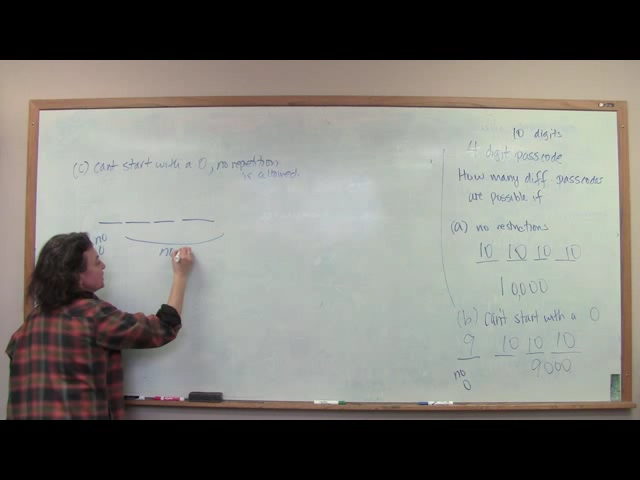 (c) can't start with a 0, no repetition
is allowed.
no
0
10 digits
4 digit passcode
How many diff passcodes
are possible if
(a) no restrictions
10 10 10 10
10,000
(b) can't start with a 0
9 10 10 10
no
0
9000